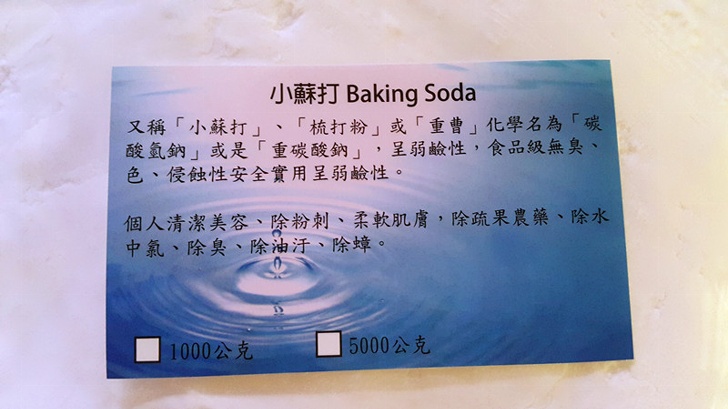 小蘇打 Baking Soda
又稱「小蘇打」、「梳打粉」或「重曹」化學名為「碳
酸氫鈉」或是「重碳酸鈉」，呈弱鹼性，食品級無臭、
色、侵蝕性安全實用呈弱鹼性。
個人清潔美容、除粉刺、柔軟肌膚，除疏果農藥、除水
中氯、除臭、除油汙、除蟑。
1000公克 5000公克